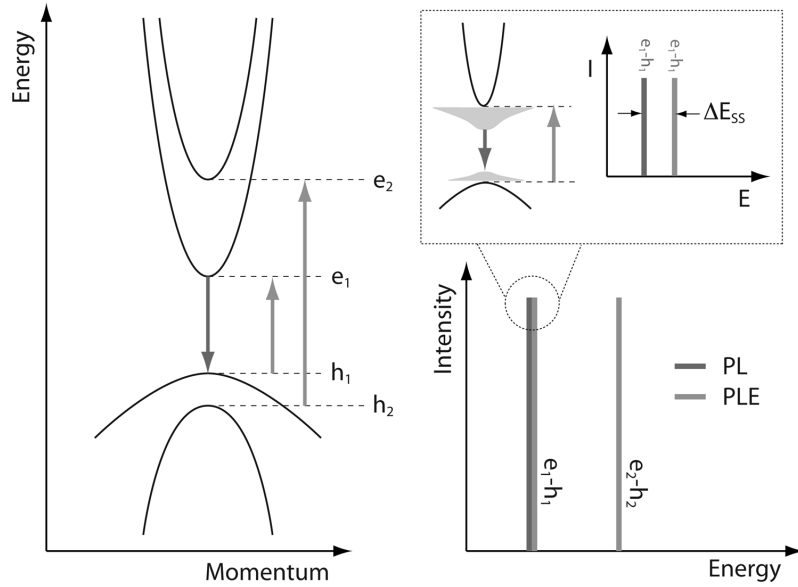 Energy
e₂
e₁
h₁
h₂
Momentum
I
e₁-h₁
e₁-h₁
ΔESS
E
Intensity
PL
PLE
e₁-h₁
e₂-h₂
Energy